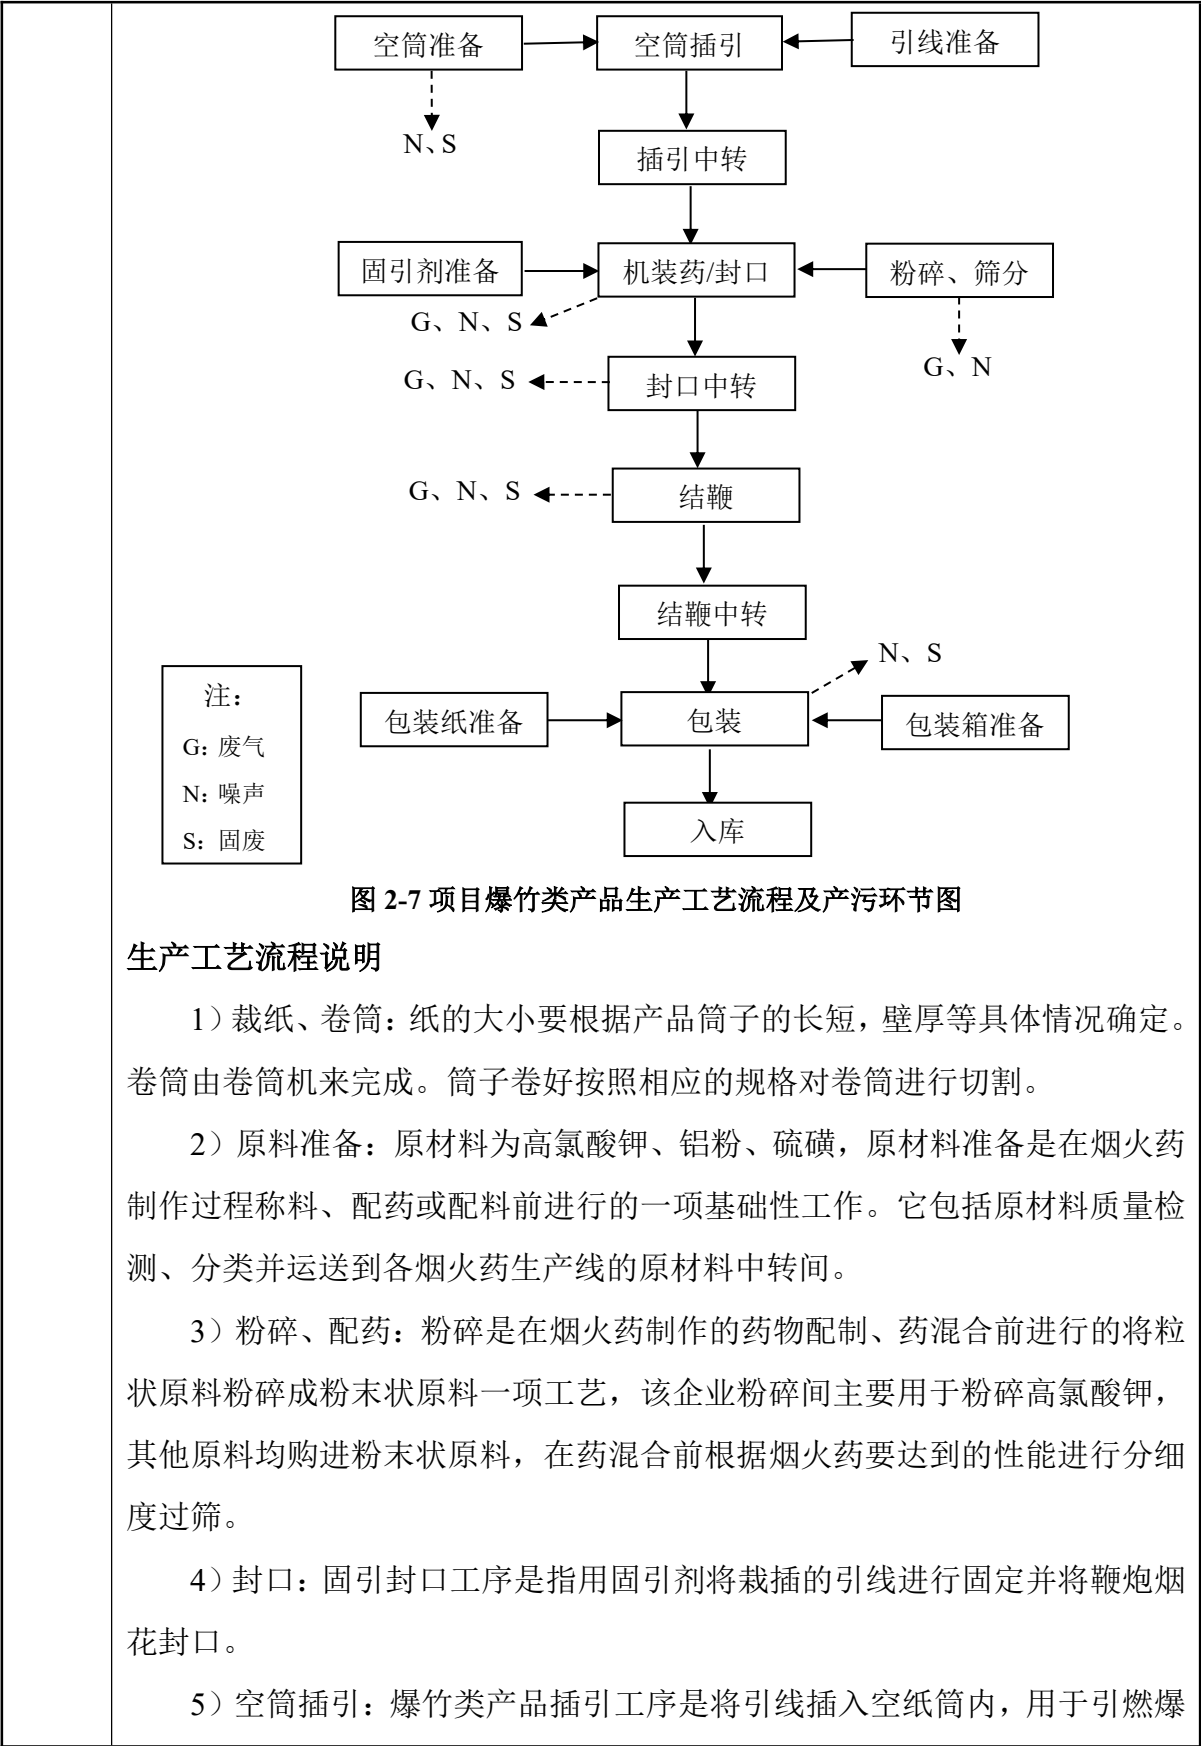 空筒准备
空筒插引
引线准备
N、S
插引中转
固引剂准备
机装药/封口
粉碎、筛分
G、N、S
G、N
G、N、S
封口中转
G、N、S
结鞭
结鞭中转
N、S
注：
G：废气
N：噪声
S：固废
包装纸准备
包装
包装箱准备
入库
图 2-7 项目爆竹类产品生产工艺流程及产污环节图
生产工艺流程说明
1）裁纸、卷筒：纸的大小要根据产品筒子的长短，壁厚等具体情况确定。
卷筒由卷筒机来完成。筒子卷好按照相应的规格对卷筒进行切割。
2）原料准备：原材料为高氯酸钾、铝粉、硫磺，原材料准备是在烟火药
制作过程称料、配药或配料前进行的一项基础性工作。它包括原材料质量检
测、分类并运送到各烟火药生产线的原材料中转间。
3）粉碎、配药：粉碎是在烟火药制作的药物配制、药混合前进行的将粒
状原料粉碎成粉末状原料一项工艺，该企业粉碎间主要用于粉碎高氯酸钾，
其他原料均购进粉末状原料，在药混合前根据烟火药要达到的性能进行分细
度过筛。
4）封口：固引封口工序是指用固引剂将栽插的引线进行固定并将鞭炮烟
花封口。
5）空筒插引：爆竹类产品插引工序是将引线插入空纸筒内，用于引燃爆